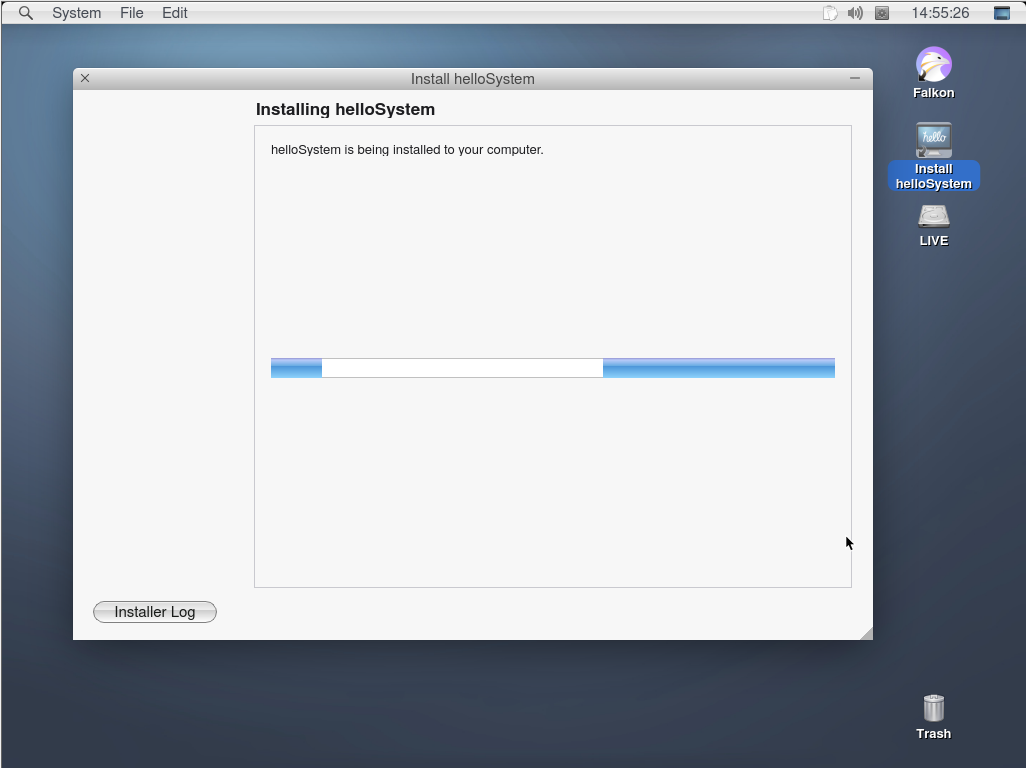 System File Edit 14:55:26
Install helloSystem
Installing helloSystem
helloSystem is being installed to your computer.
Installer Log
Falkon
hello
Install
helloSystem
LIVE
Trash